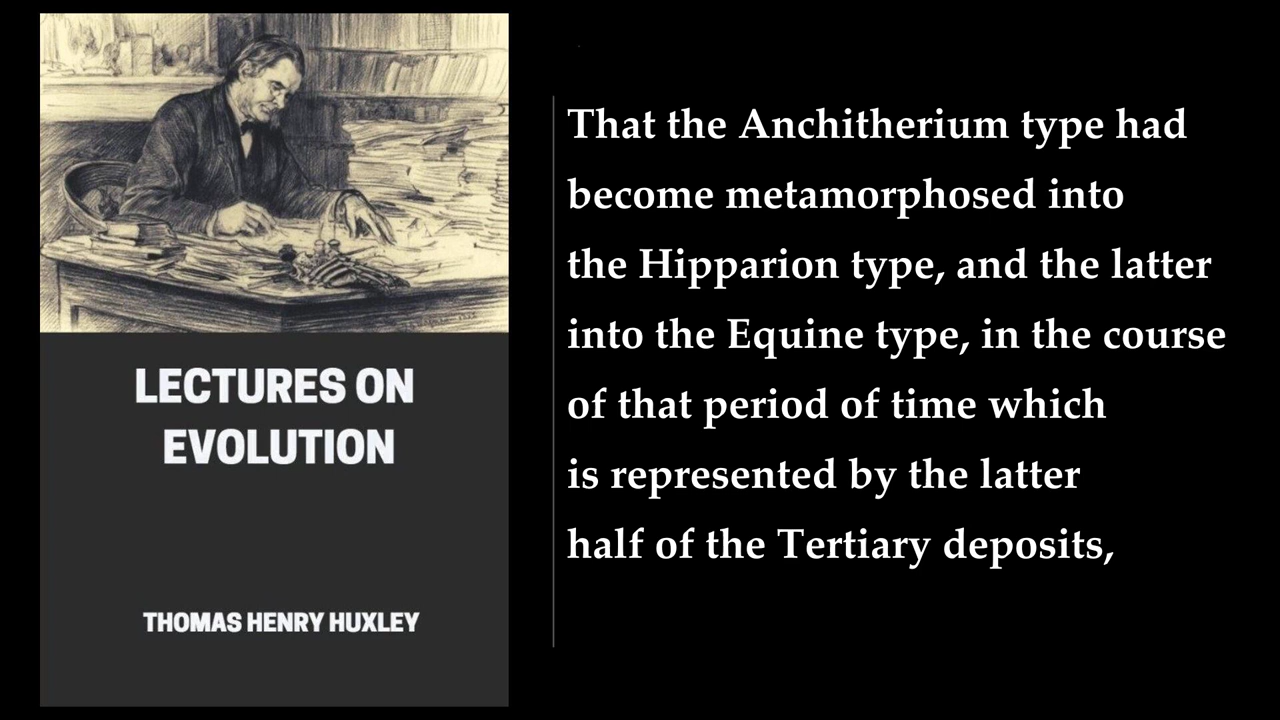 LECTURES ON
EVOLUTION
THOMAS HENRY HUXLEY
That the Anchitherium type had
become metamorphosed into
the Hipparion type, and the latter
into the Equine type, in the course
of that period of time which
is represented by the latter
half of the Tertiary deposits,